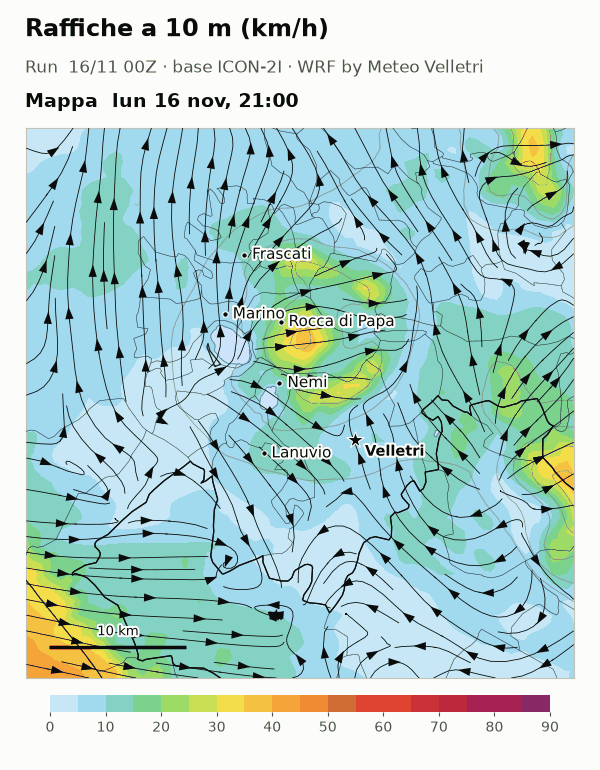 Raffiche a 10 m (km/h)
Run  16/11 00Z · base ICON-2I · WRF by Meteo Velletri
Mappa  lun 16 nov, 21:00
Frascati
Marino
Rocca di Papa
Nemi
Velletri
Lanuvio
10 km
0 10 20 30 40 50 60 70 80 90